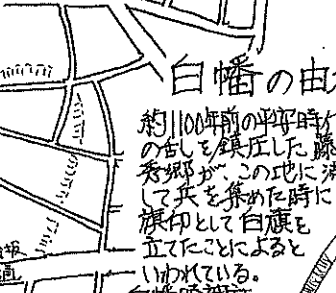 白幡の由
約1100年前の平安時代
の乱しを鎮圧した藤
秀郷が、この地に
して兵を集めた時に
旗印として白旗を
立てたことによると
いわれている。